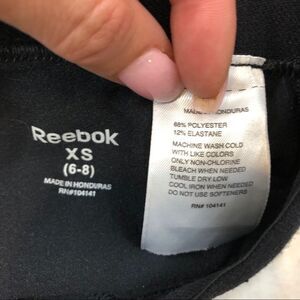 Reebok
XS
(6-8)
MADE IN HONDURAS
RN#104141
MADE IN HONDURAS
88% POLYESTER
12% ELASTANE
MACHINE WASH COLD
WITH LIKE COLORS
ONLY NON-CHLORINE
BLEACH WHEN NEEDED
TUMBLE DRY LOW
COOL IRON WHEN NEEDED
DO NOT USE SOFTENERS
RN# 104141